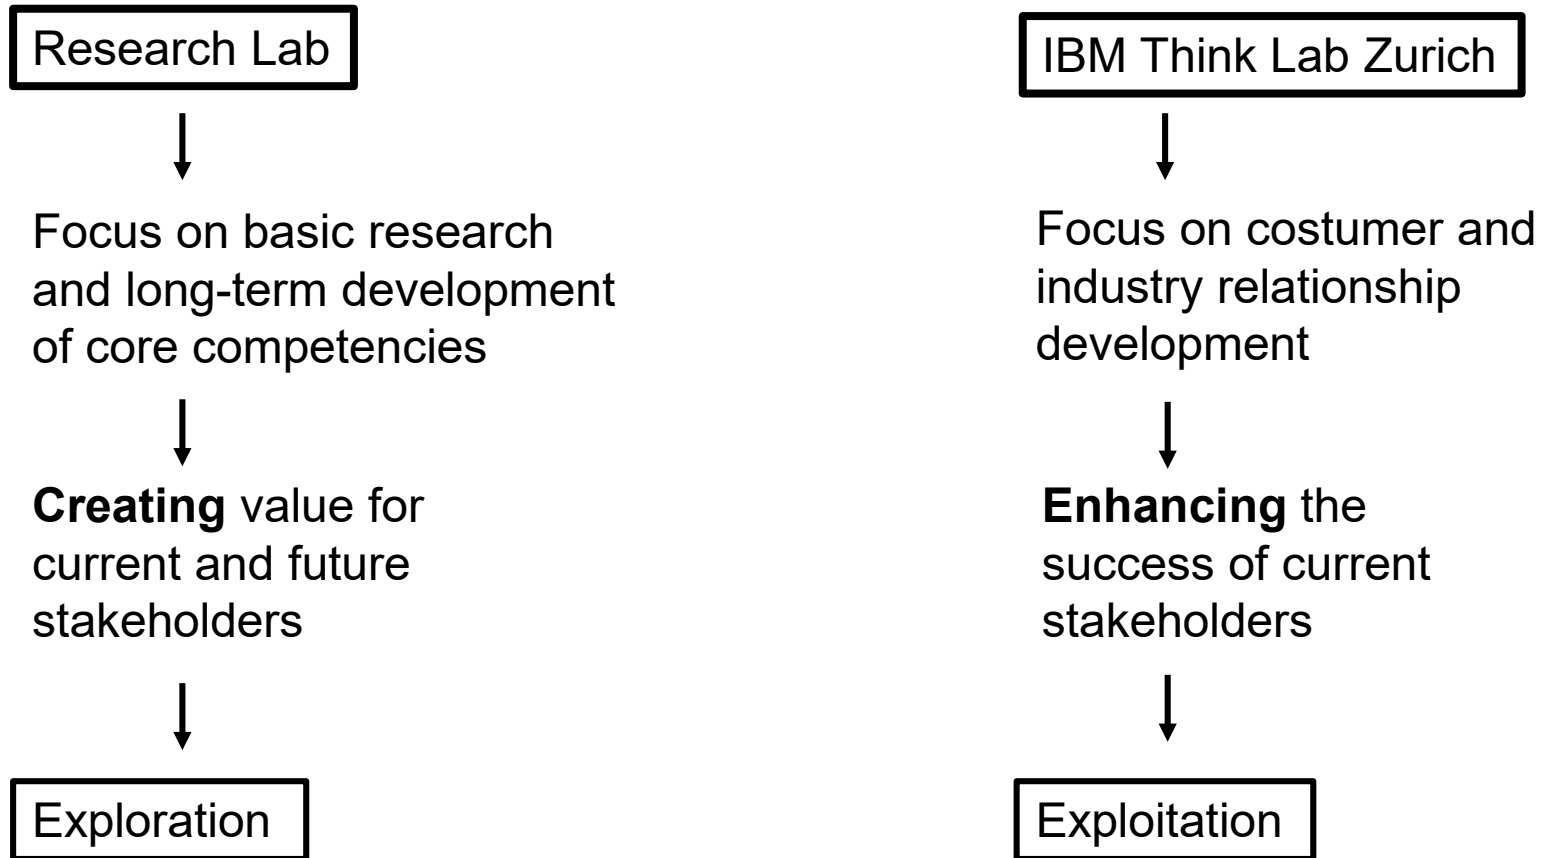 Research Lab
Focus on basic research
and long-term development
of core competencies
Creating value for
current and future
stakeholders
Exploration
IBM Think Lab Zurich
Focus on costumer and
industry relationship
development
Enhancing the
success of current
stakeholders
Exploitation